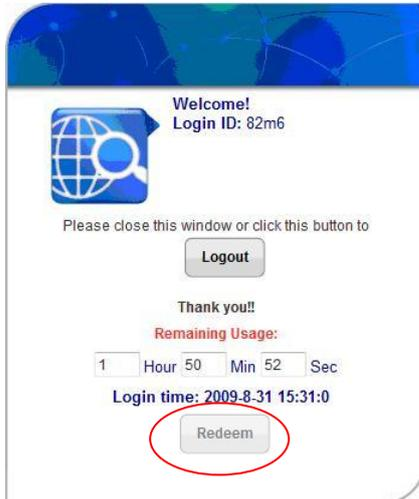 Welcome!
Login ID: 82m6
Please close this window or click this button to
Logout
Thank you!!
Remaining Usage:
1 Hour 50 Min 52 Sec
Login time: 2009-8-31 15:31:0
Redeem